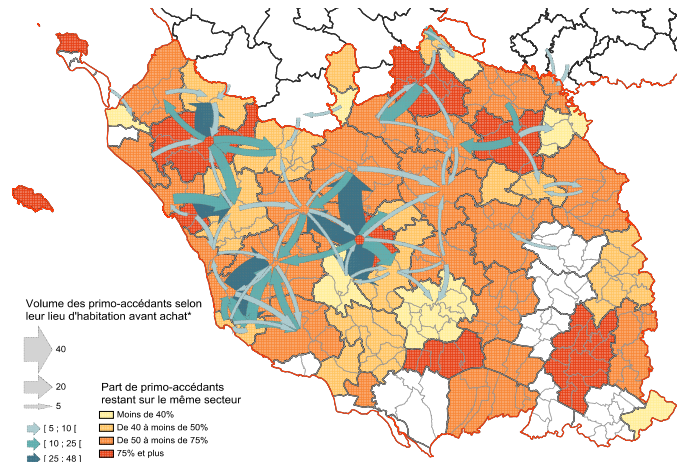 Volume des primo-accédants selon
leur lieu d'habitation avant achat*
40
20
5
[ 5 ; 10 [
[ 10 ; 25 [
[ 25 ; 48 ]
Part de primo-accédants
restant sur le même secteur
Moins de 40%
De 40 à moins de 50%
De 50 à moins de 75%
75% et plus